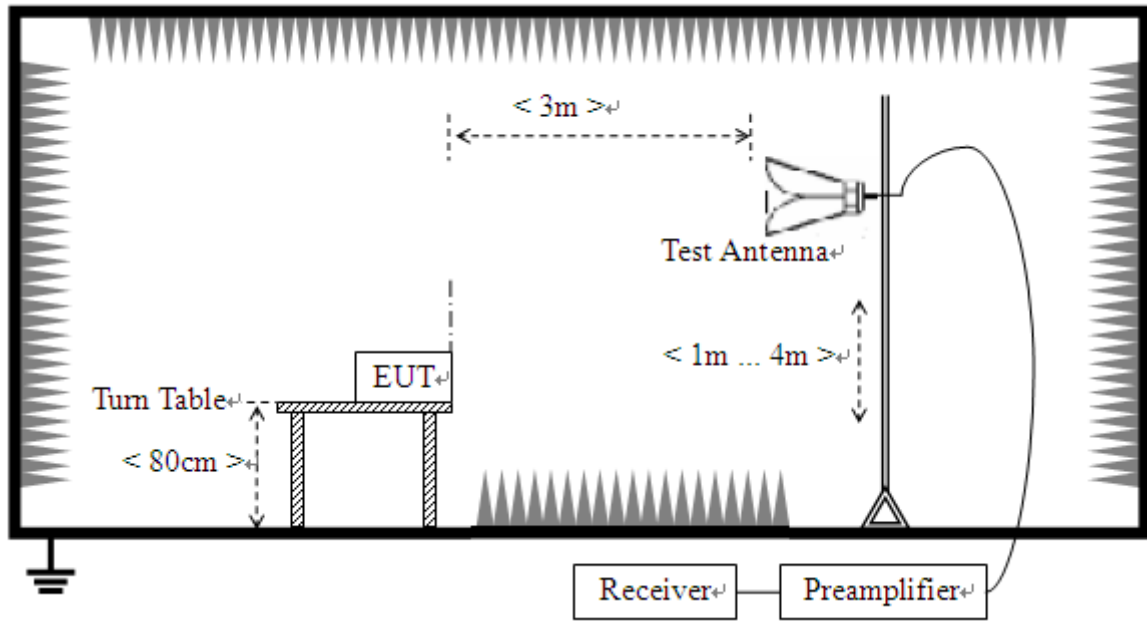 < 3m >↵
Test Antenna↵
< 1m ... 4m >↵
EUT↵
Turn Table↵
< 80cm >↵
Receiver↵
Preamplifier↵